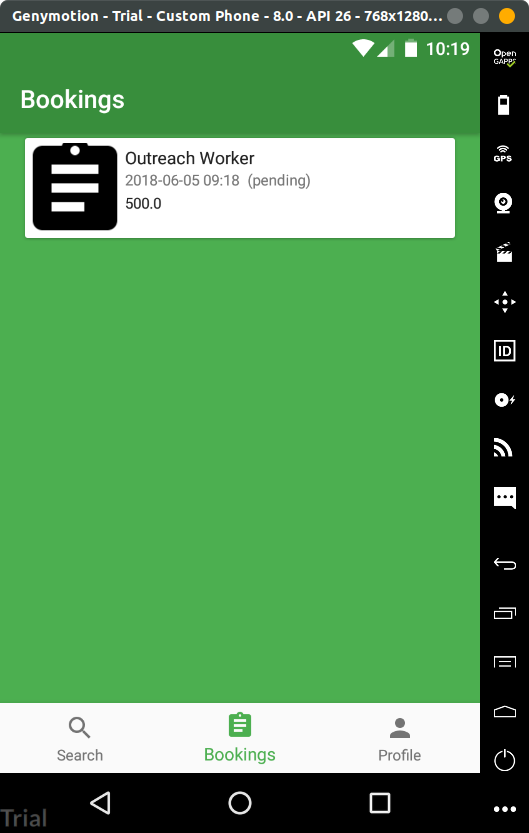 Genymotion - Trial - Custom Phone - 8.0 - API 26 - 768x1280...
10:19
Open
GAPPS
Bookings
GPS
Outreach Worker
2018-06-05 09:18 (pending)
500.0
ID
Search
Bookings
Profile
Trial